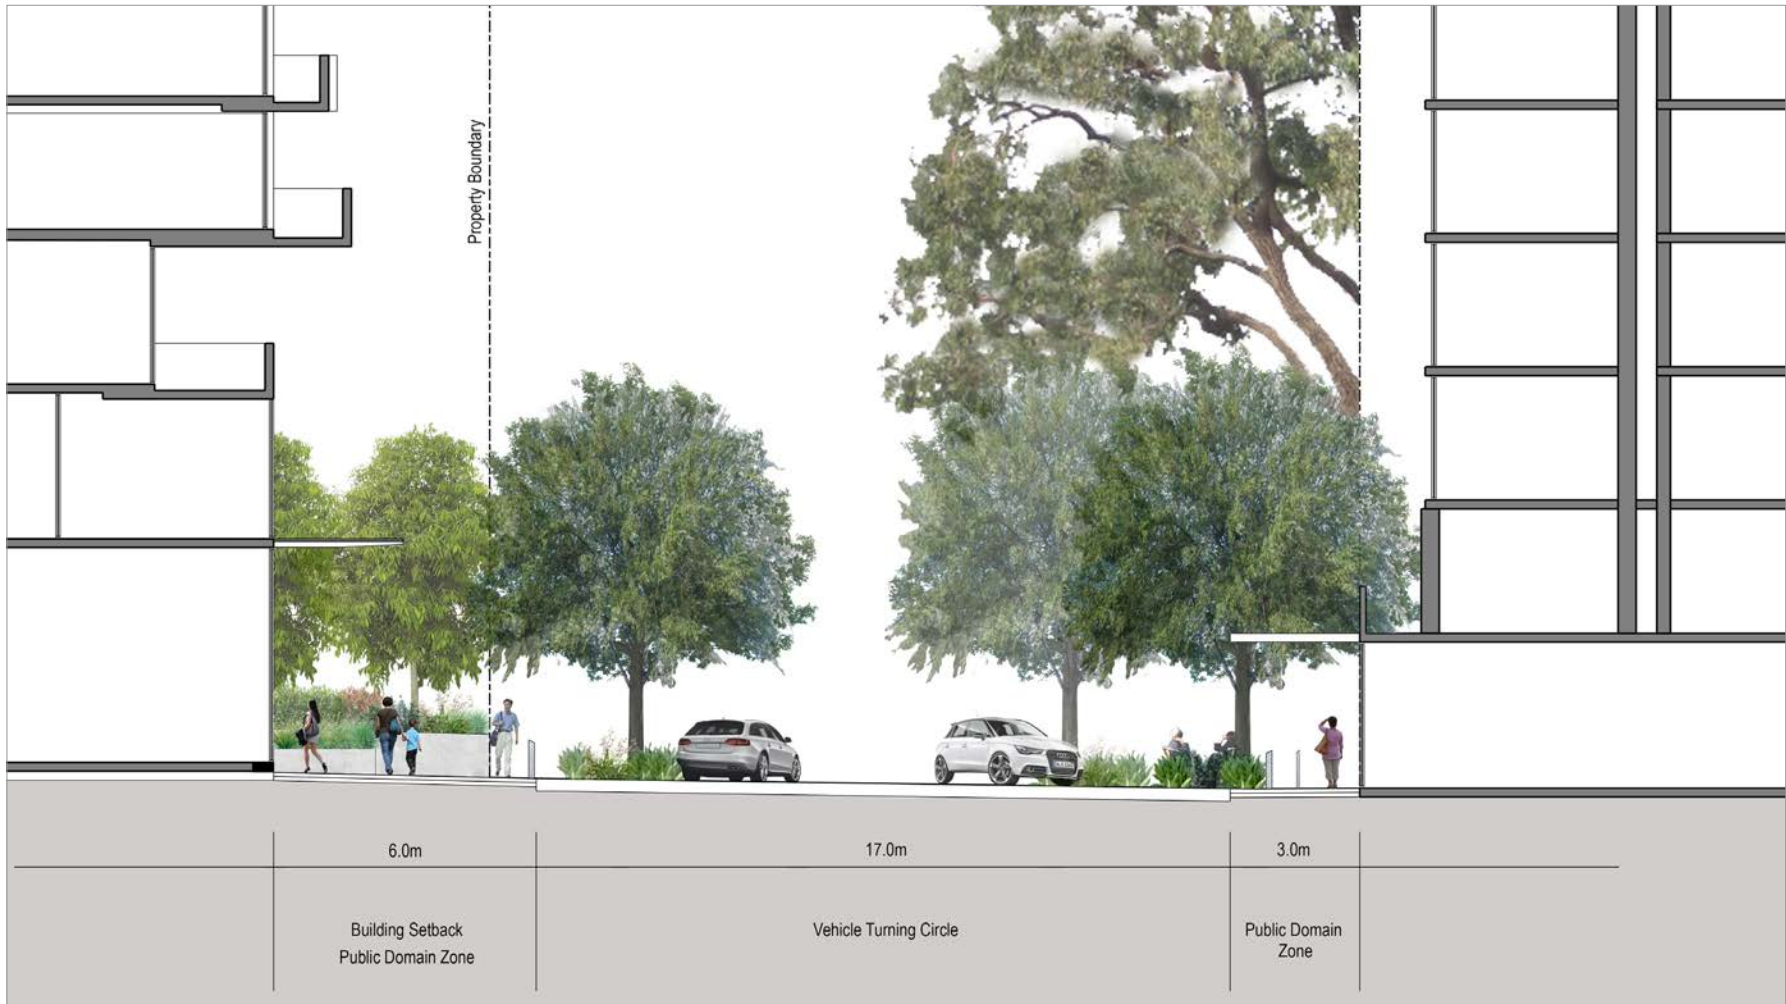 Property Boundary
6.0m
17.0m
3.0m
Building Setback
Public Domain Zone
Vehicle Turning Circle
Public Domain
Zone